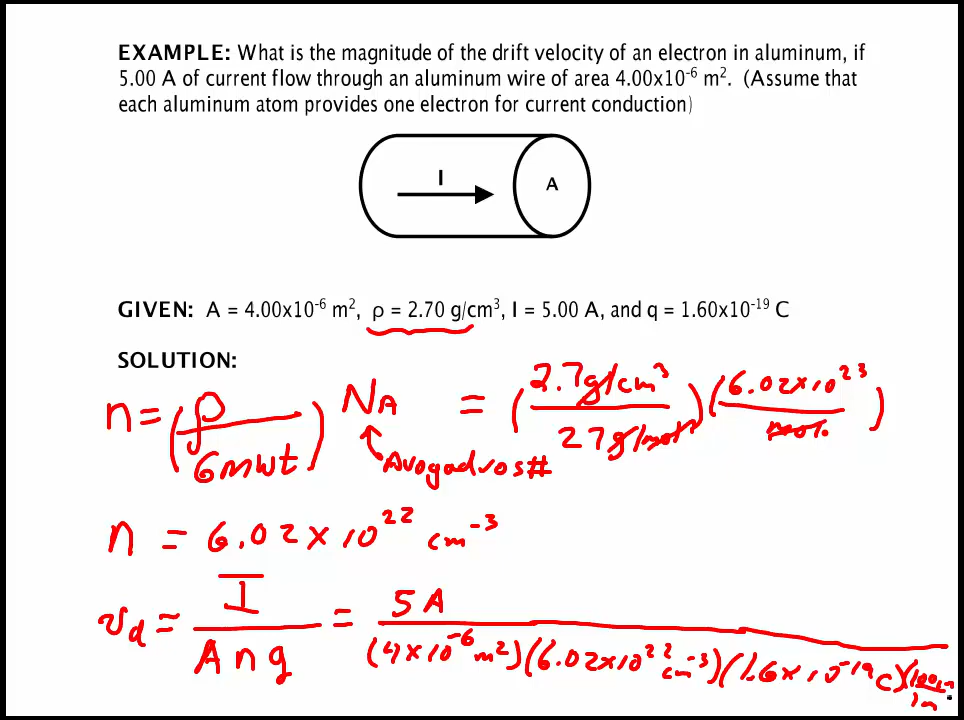 EXAMPLE: What is the magnitude of the drift velocity of an electron in aluminum, if
5.00 A of current flow through an aluminum wire of area 4.00x10⁻⁶ m². (Assume that
each aluminum atom provides one electron for current conduction)
I
A
GIVEN: A = 4.00x10⁻⁶ m², ρ = 2.70 g/cm³, I = 5.00 A, and q = 1.60x10⁻¹⁹ C
SOLUTION:
n = (ρ / GMWt) NA = (2.7g/cm³ / 27g/mol) (6.02x10²³ / mol)
Avogadros#
n = 6.02x10²² cm⁻³
vd = I / Anq = 5A / (4x10⁻⁶ m²)(6.02x10²² cm⁻³)(1.6x10⁻¹⁹ C)(100cm / 1m